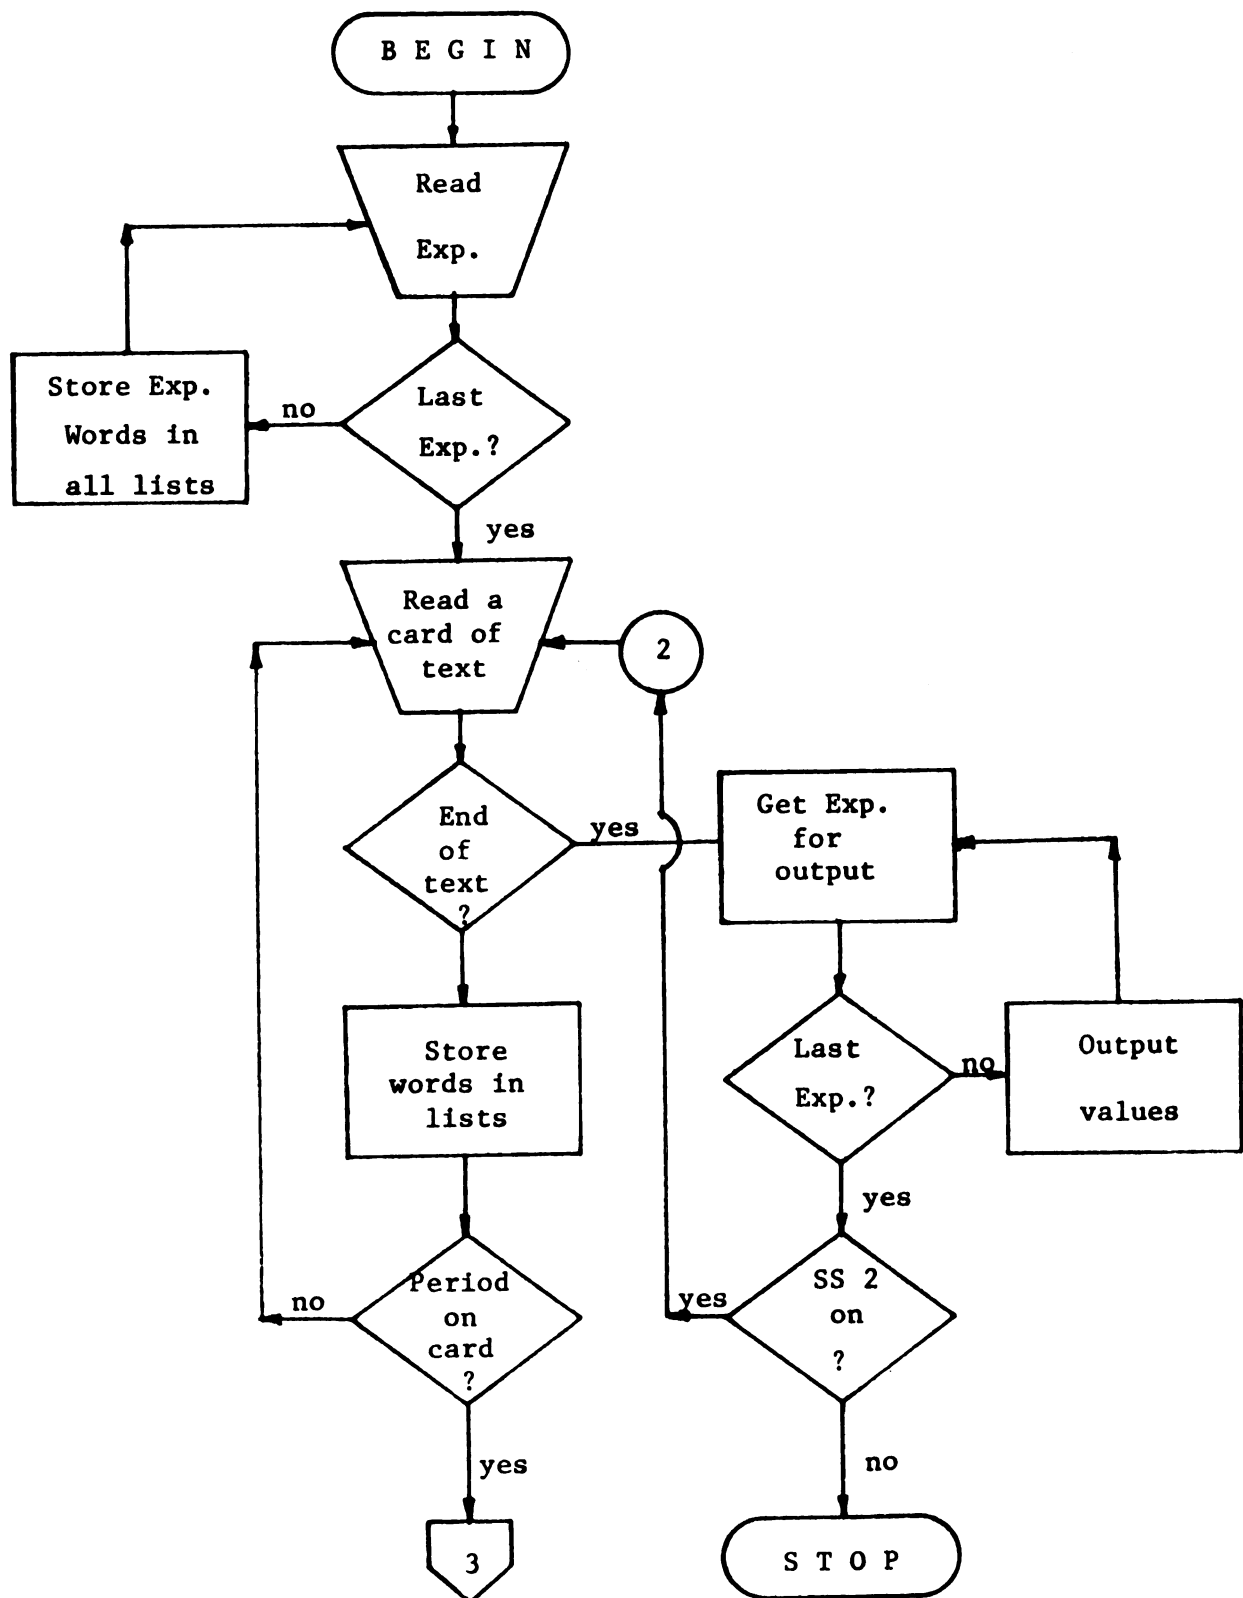 B E G I N
Read
Exp.
Last
Exp.?
no
Store Exp.
Words in
all lists
yes
Read a
card of
text
2
End
of
text
?
yes
Get Exp.
for
output
Store
words in
lists
Last
Exp.?
no
Output
values
yes
Period
on
card
?
no
SS 2
on
?
yes
yes
no
3
S T O P